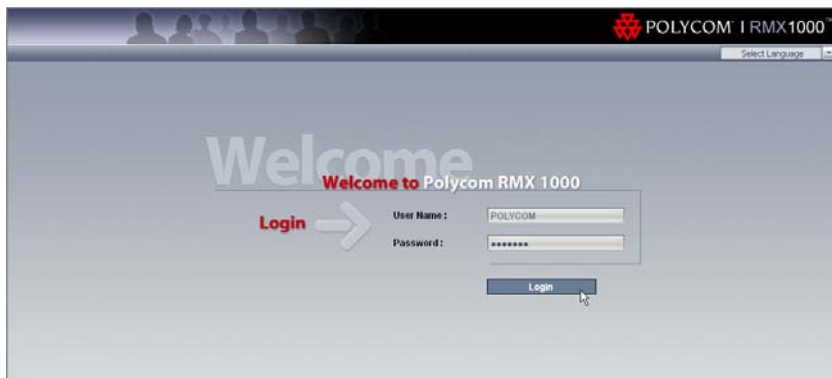 POLYCOM | RMX1000™
Select Language
Welcome
Welcome to Polycom RMX 1000
Login
User Name :
POLYCOM
Password :
•••••••
Login